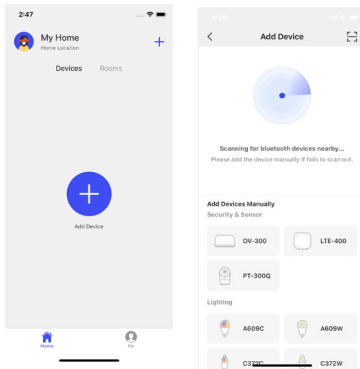 2:47
My Home
Home Location
+
Devices Rooms
Add Device
Home Me
Add Device
Scanning for bluetooth devices nearby...
Please add the device manually if fails to scan out.
Add Devices Manually
Security & Sensor
OV-300 LTE-400
PT-300Q
Lighting
A609C A609W
C372C C372W